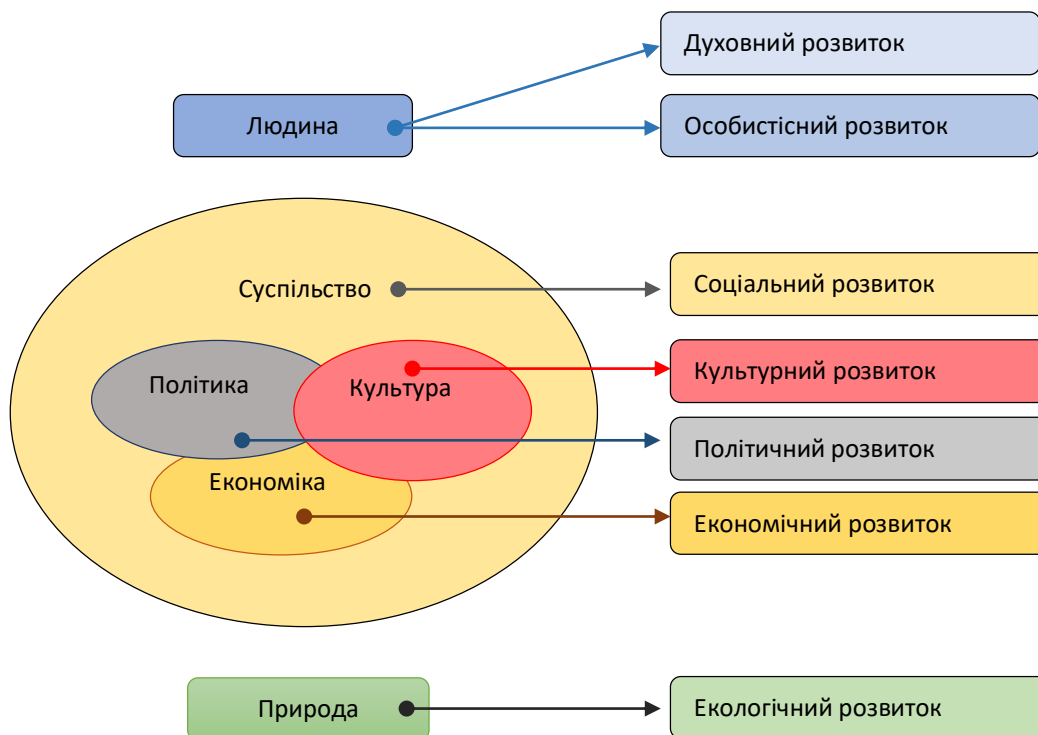 Духовний розвиток
Людина
Особистісний розвиток
Суспільство
Соціальний розвиток
Політика
Культура
Культурний розвиток
Політичний розвиток
Економіка
Економічний розвиток
Природа
Екологічний розвиток